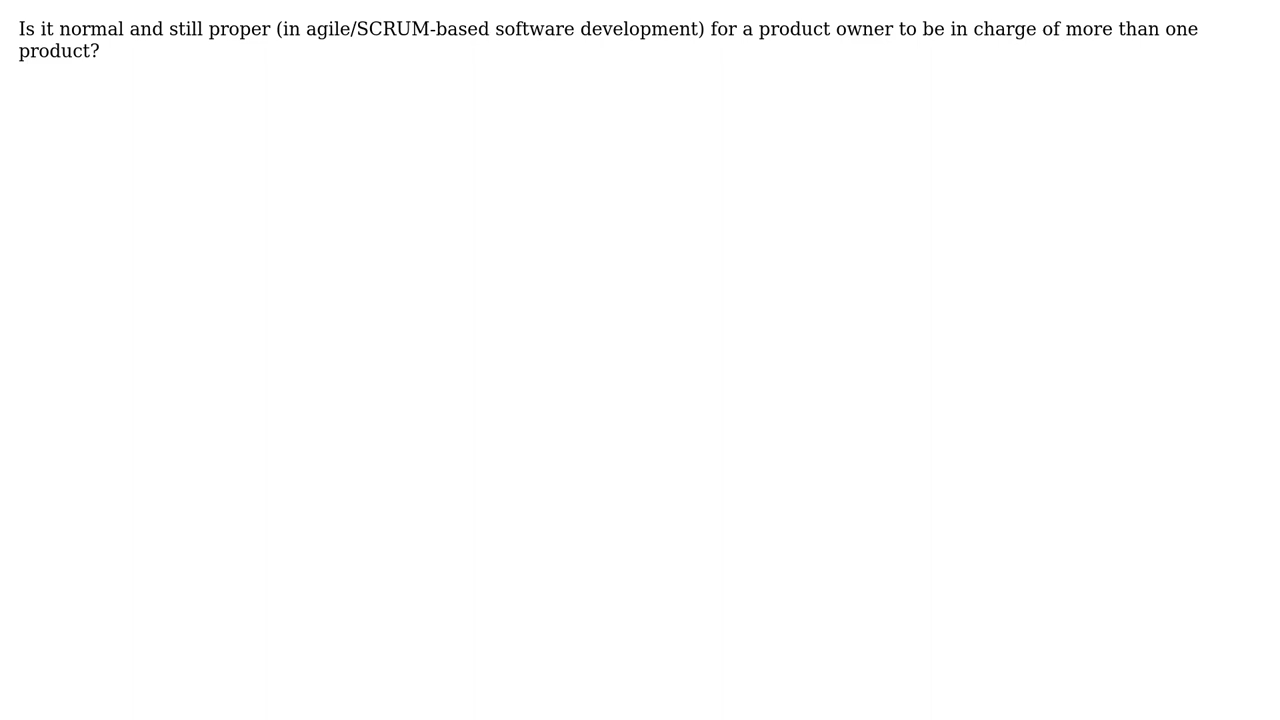 Is it normal and still proper (in agile/SCRUM-based software development) for a product owner to be in charge of more than one
product?